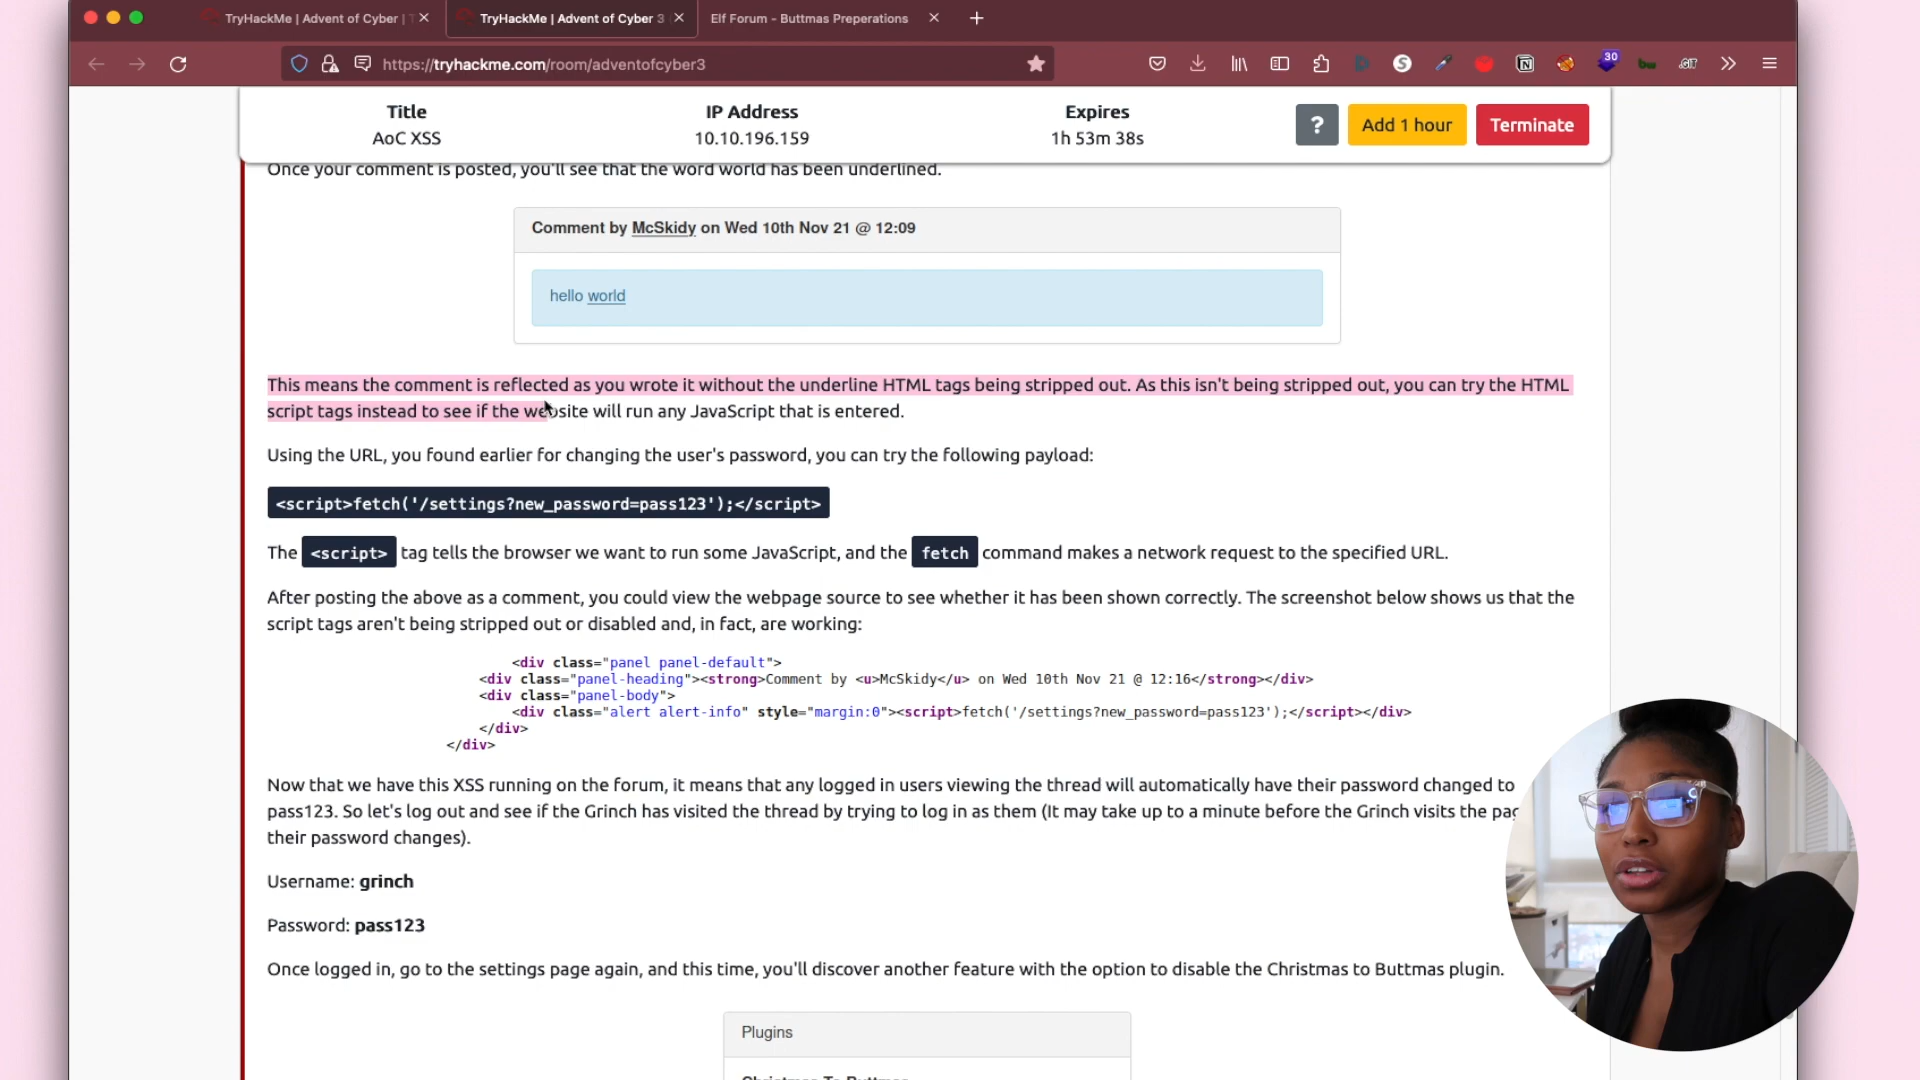 TryHackMe | Advent of Cyber | T
TryHackMe | Advent of Cyber 3
Elf Forum - Buttmas Preperations
https://tryhackme.com/room/adventofcyber3
30
Title
AoC XSS
IP Address
10.10.196.159
Expires
1h 53m 38s
?
Add 1 hour
Terminate
Once your comment is posted, you'll see that the word world has been underlined.
Comment by McSkidy on Wed 10th Nov 21 @ 12:09
hello world
This means the comment is reflected as you wrote it without the underline HTML tags being stripped out. As this isn't being stripped out, you can try the HTML
script tags instead to see if the website will run any JavaScript that is entered.
Using the URL, you found earlier for changing the user's password, you can try the following payload:
<script>fetch('/settings?new_password=pass123');</script>
The <script> tag tells the browser we want to run some JavaScript, and the fetch command makes a network request to the specified URL.
After posting the above as a comment, you could view the webpage source to see whether it has been shown correctly. The screenshot below shows us that the
script tags aren't being stripped out or disabled and, in fact, are working:
<div class="panel panel-default">
<div class="panel-heading"><strong>Comment by <u>McSkidy</u> on Wed 10th Nov 21 @ 12:16</strong></div>
<div class="panel-body">
<div class="alert alert-info" style="margin:0"><script>fetch('/settings?new_password=pass123');</script></div>
</div>
</div>
Now that we have this XSS running on the forum, it means that any logged in users viewing the thread will automatically have their password changed to
pass123. So let's log out and see if the Grinch has visited the thread by trying to log in as them (It may take up to a minute before the Grinch visits the
their password changes).
Username: grinch
Password: pass123
Once logged in, go to the settings page again, and this time, you'll discover another feature with the option to disable the Christmas to Buttmas plugin.
Plugins
Christmas To Buttmas